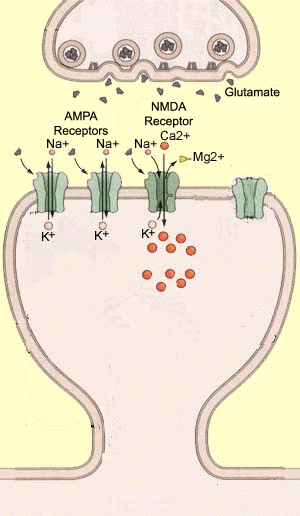 Glutamate
AMPA
Receptors
NMDA
Receptor
Na+
Na+
Na+
Ca2+
Mg2+
K+
K+
K+